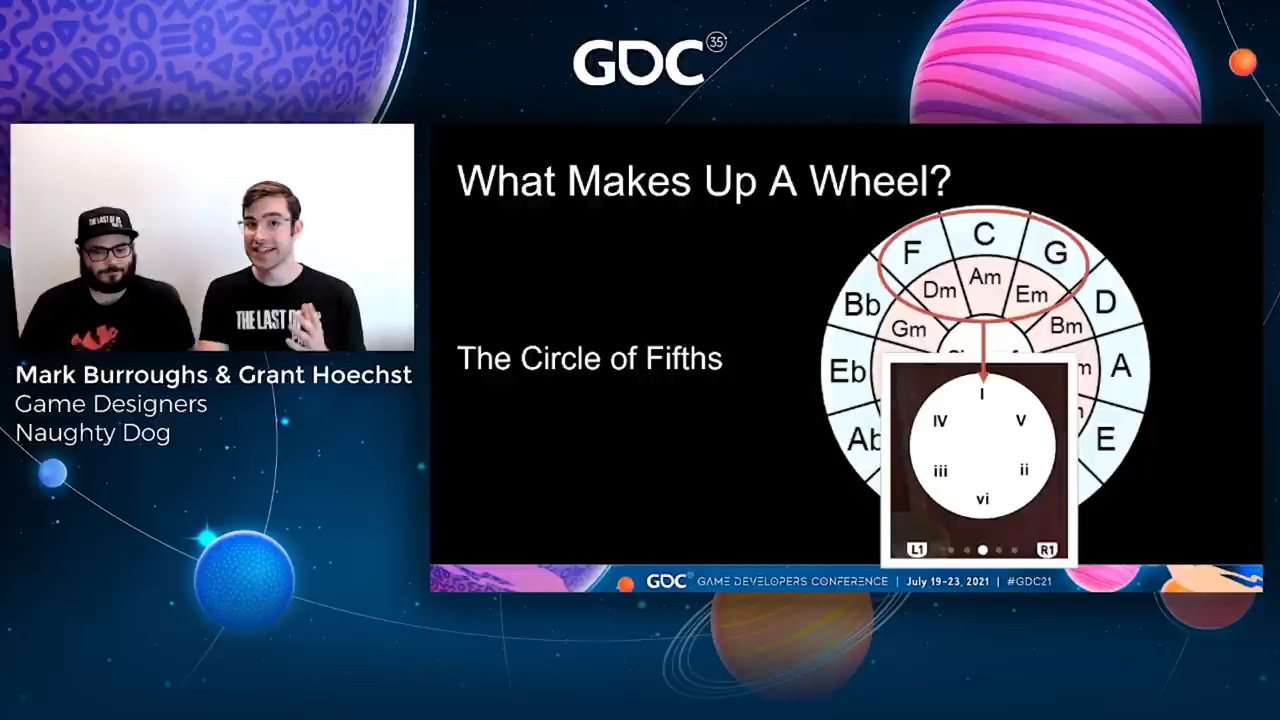 GDC 35
THE LAST OF US
THE LAST
Mark Burroughs & Grant Hoechst
Game Designers
Naughty Dog
What Makes Up A Wheel?
The Circle of Fifths
F C G
Dm Am Em
Bb Gm Bm D
Eb A
Ab E
I
IV V
iii ii
vi
L1 R1
GDC GAME DEVELOPERS CONFERENCE | July 19-23, 2021 | #GDC21